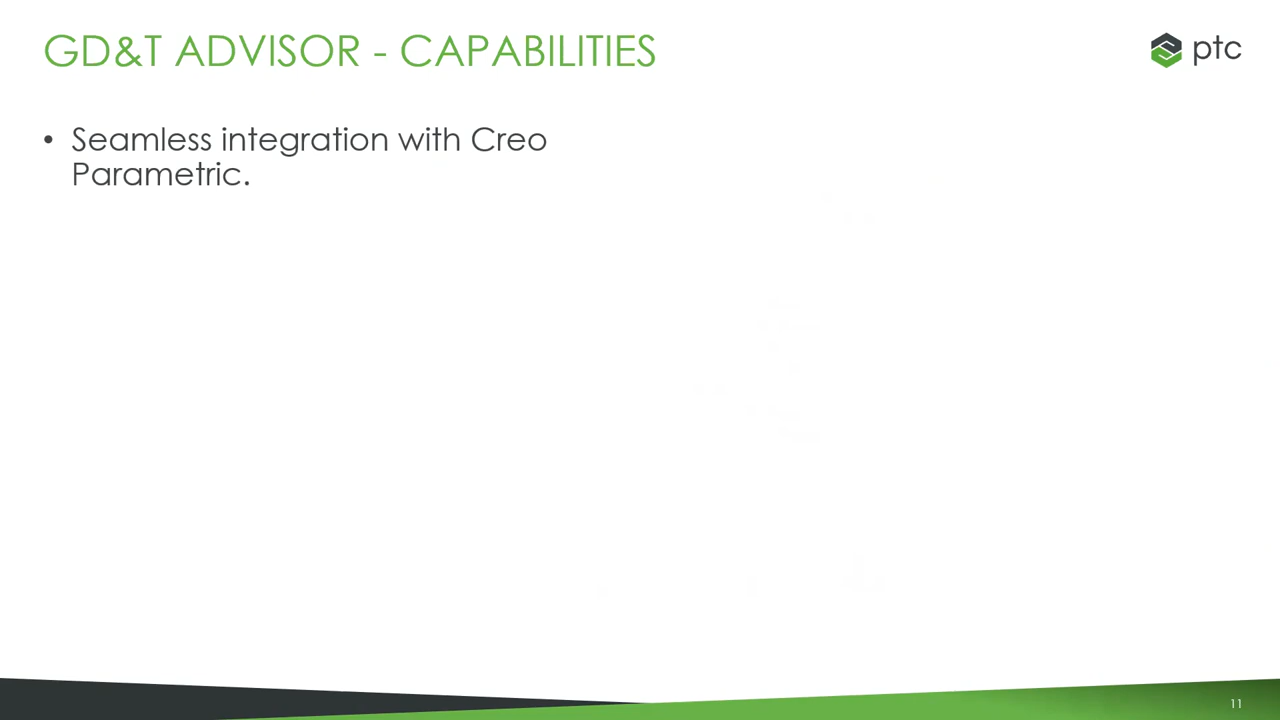 GD&T ADVISOR - CAPABILITIES
ptc
• Seamless integration with Creo
Parametric.
11